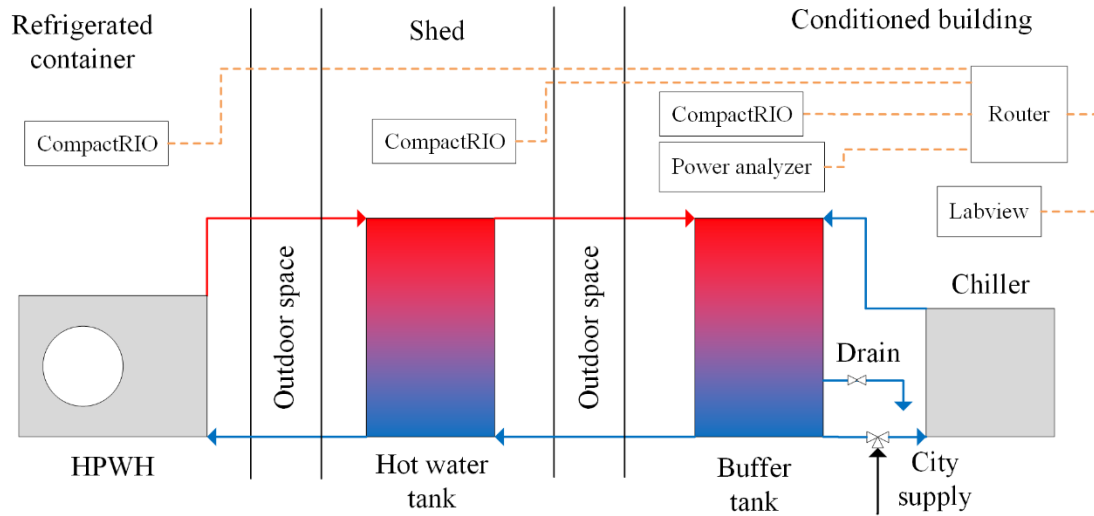 Refrigerated
container
Shed
Conditioned building
CompactRIO
CompactRIO
CompactRIO
Power analyzer
Router
Labview
Outdoor space
Outdoor space
Chiller
Drain
HPWH
Hot water
tank
Buffer
tank
City
supply